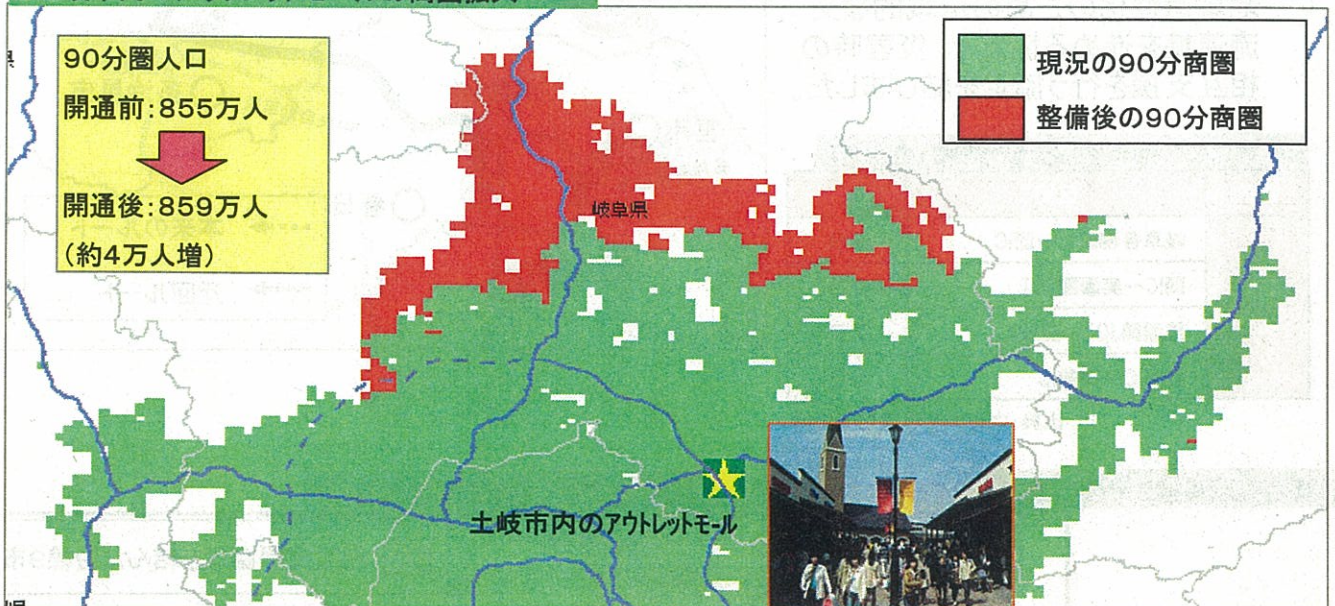 90分圏人口
開通前:855万人
開通後:859万人
(約4万人増)
現況の90分商圏
整備後の90分商圏
岐阜県
土岐市内のアウトレットモール